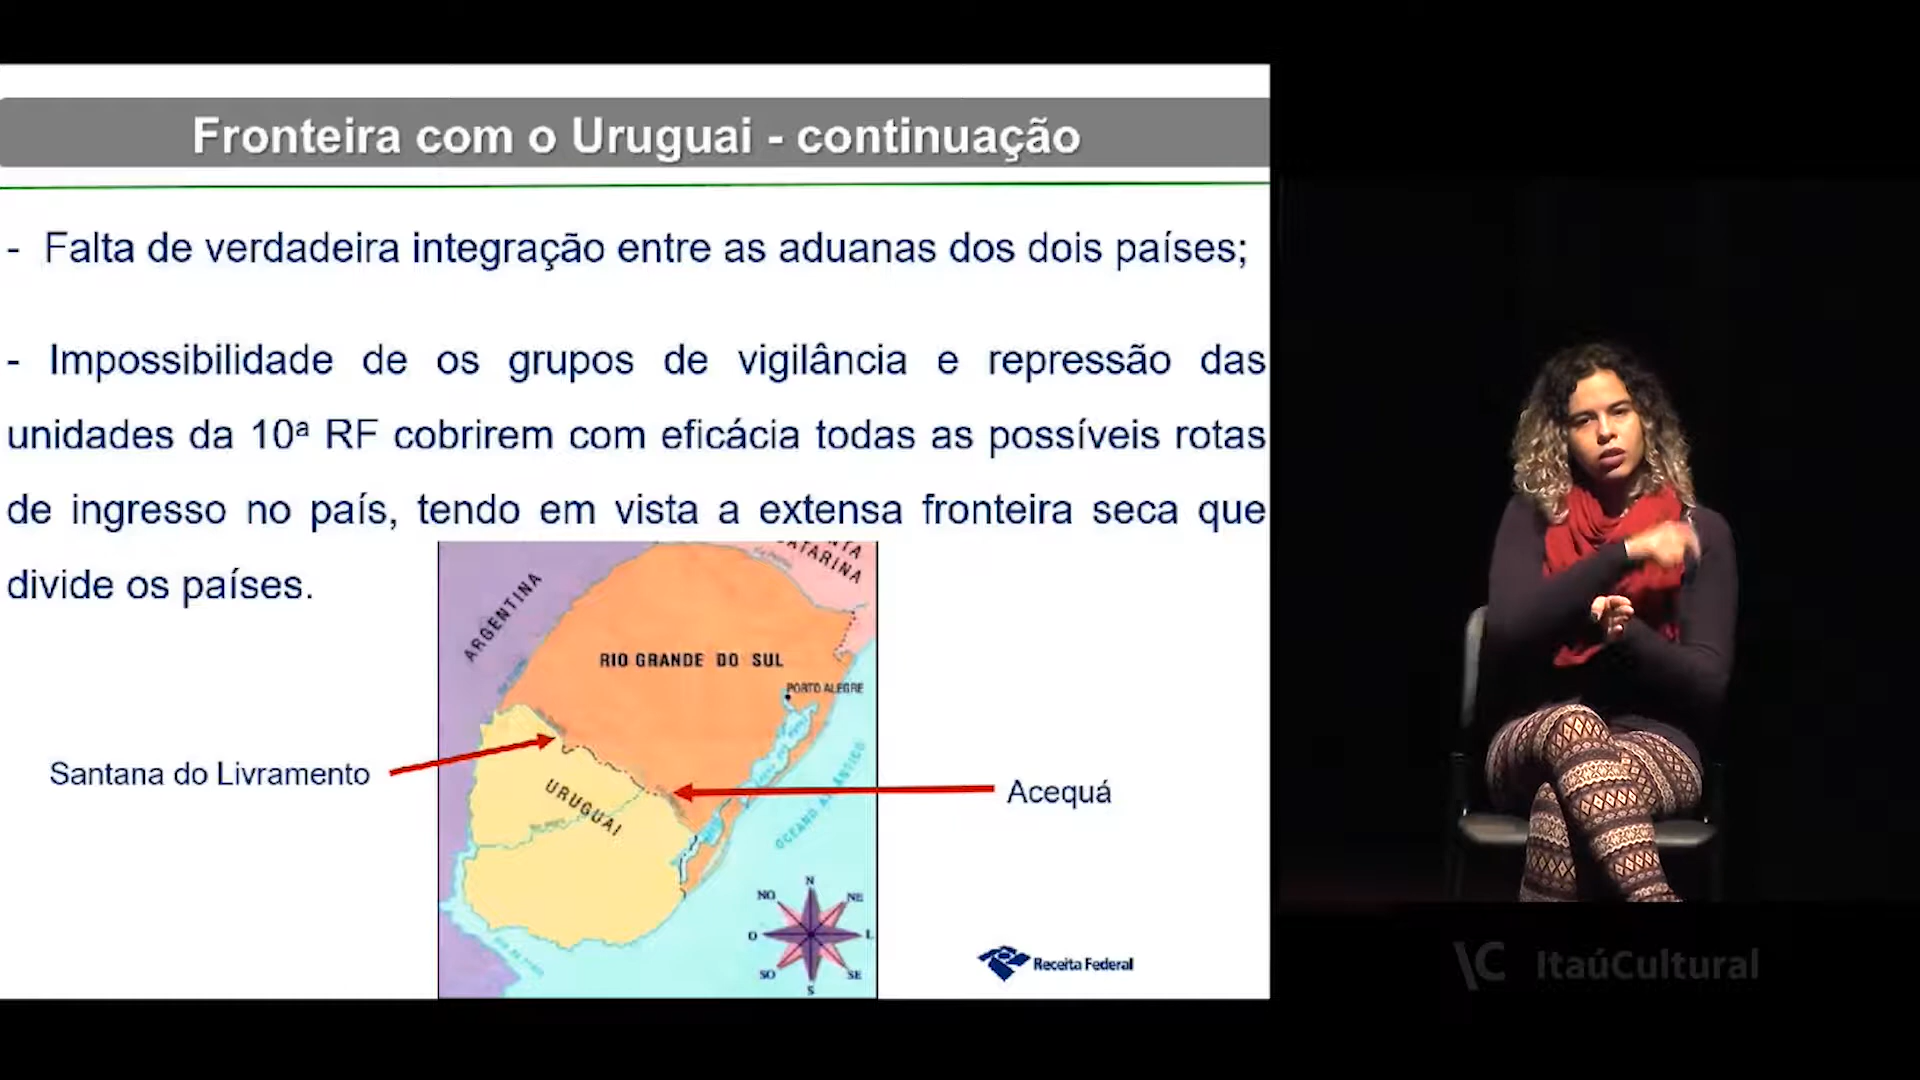 Fronteira com o Uruguai - continuação
- Falta de verdadeira integração entre as aduanas dos dois países;
- Impossibilidade de os grupos de vigilância e repressão das
unidades da 10ª RF cobrirem com eficácia todas as possíveis rotas
de ingresso no país, tendo em vista a extensa fronteira seca que
divide os países.
CATARINA
ARGENTINA
RIO GRANDE DO SUL
PORTO ALEGRE
Santana do Livramento
URUGUAI
Acequá
OCEANO ATLÂNTICO
N
NO
NE
O
L
SO
SE
S
Receita Federal
ItaúCultural